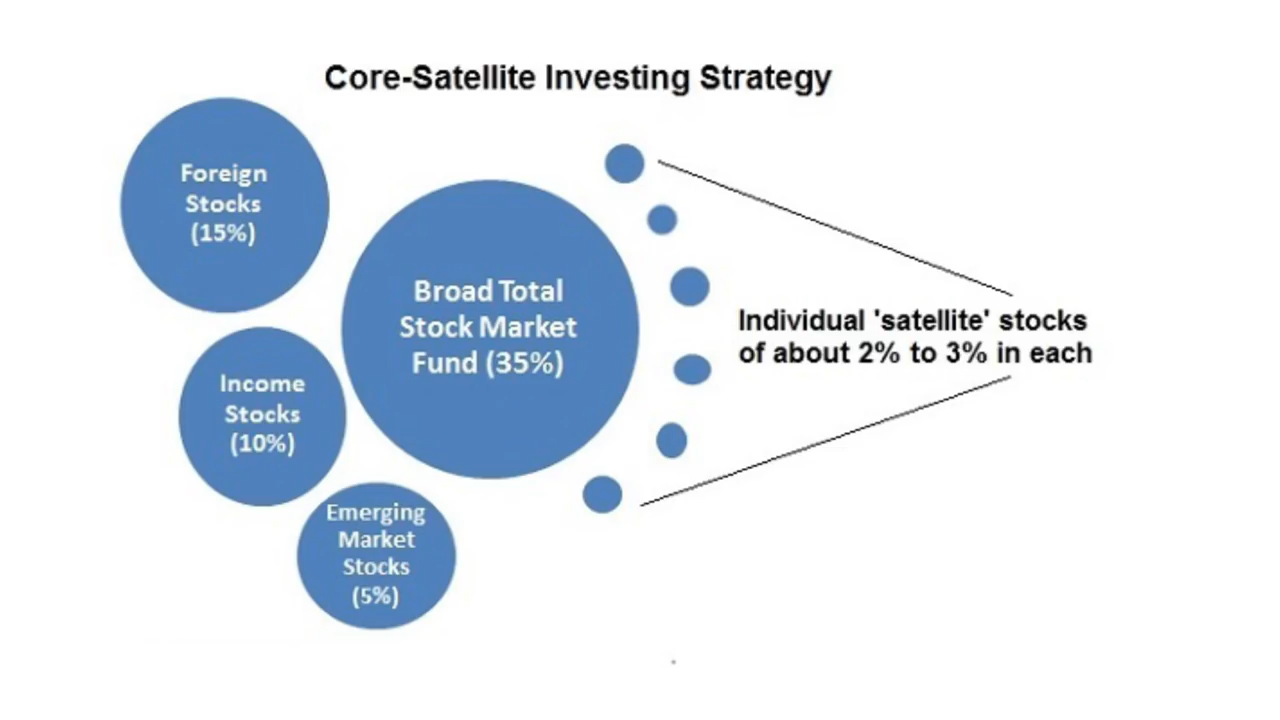 Core-Satellite Investing Strategy
Foreign
Stocks
(15%)
Broad Total
Stock Market
Fund (35%)
Individual 'satellite' stocks
of about 2% to 3% in each
Income
Stocks
(10%)
Emerging
Market
Stocks
(5%)